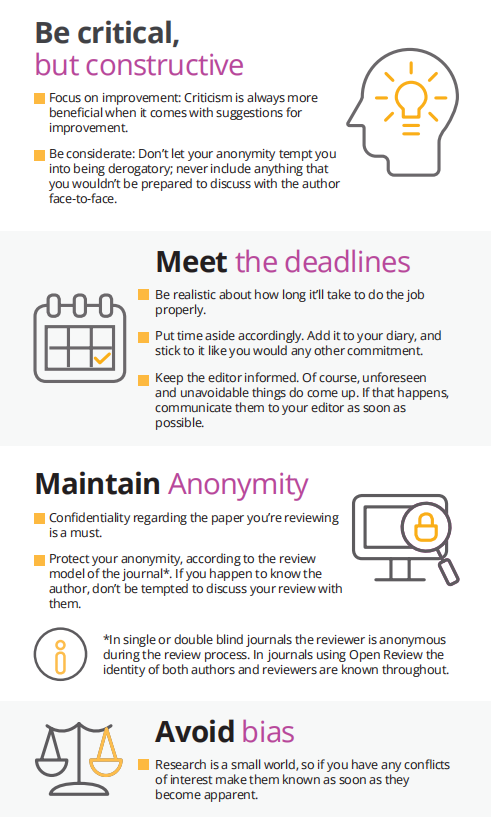 Be critical,
but constructive
Focus on improvement: Criticism is always more
beneficial when it comes with suggestions for
improvement.
Be considerate: Don’t let your anonymity tempt you
into being derogatory; never include anything that
you wouldn’t be prepared to discuss with the author
face-to-face.
Meet the deadlines
Be realistic about how long it’ll take to do the job
properly.
Put time aside accordingly. Add it to your diary, and
stick to it like you would any other commitment.
Keep the editor informed. Of course, unforeseen
and unavoidable things do come up. If that happens,
communicate them to your editor as soon as
possible.
Maintain Anonymity
Confidentiality regarding the paper you’re reviewing
is a must.
Protect your anonymity, according to the review
model of the journal*. If you happen to know the
author, don’t be tempted to discuss your review with
them.
*In single or double blind journals the reviewer is anonymous
during the review process. In journals using Open Review the
identity of both authors and reviewers are known throughout.
Avoid bias
Research is a small world, so if you have any conflicts
of interest make them known as soon as they
become apparent.